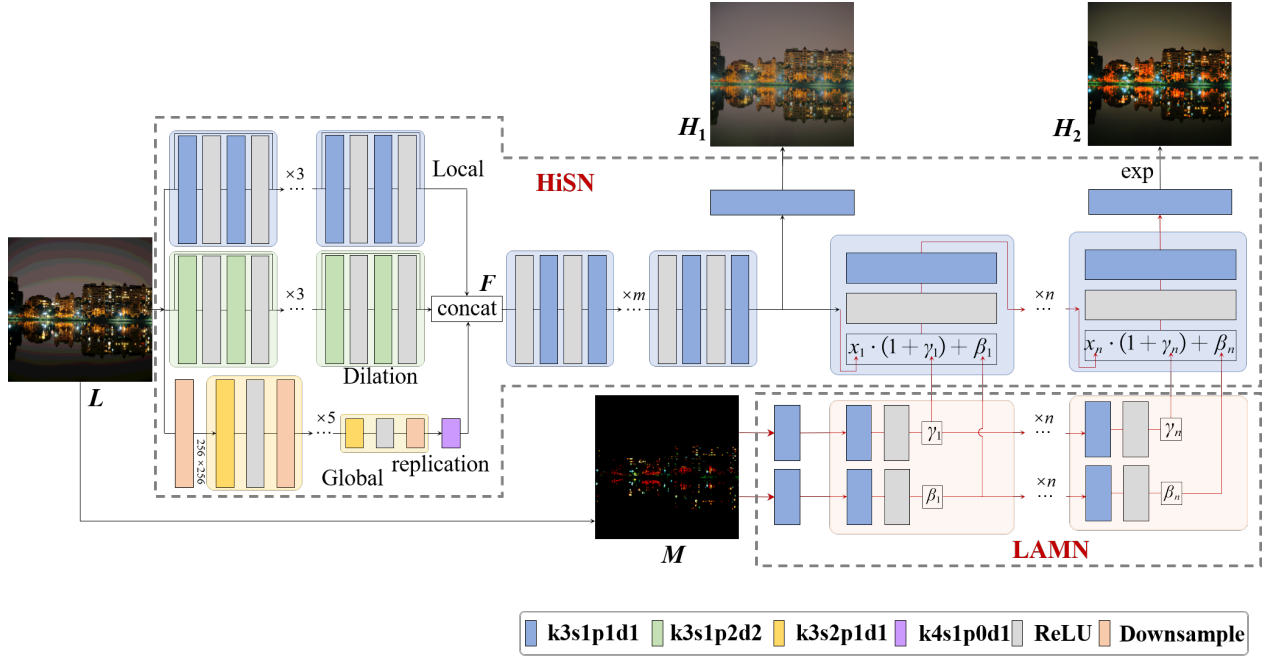 H₁
H₂
HiSN
exp
×3
...
Local
×3
...
Dilation
L
F
concat
×m
...
x₁ · (1 + γ₁) + β₁
×n
...
xₙ · (1 + γₙ) + βₙ
256×256
×5
...
Global
replication
M
γ₁
×n
...
γₙ
β₁
×n
...
βₙ
LAMN
k3s1p1d1
k3s1p2d2
k3s2p1d1
k4s1p0d1
ReLU
Downsample